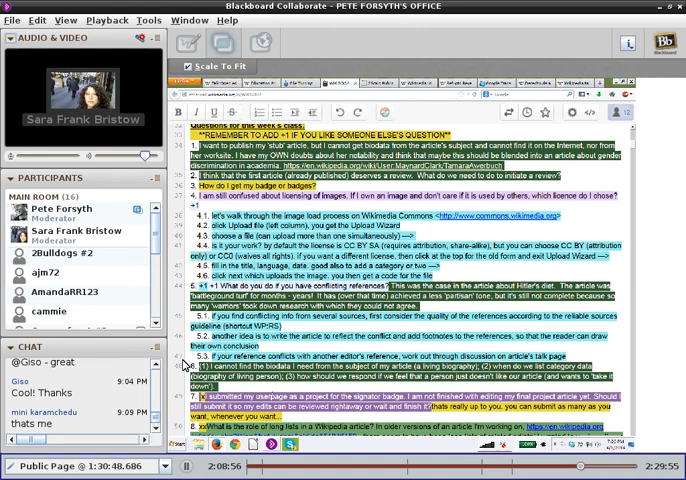 Blackboard Collaborate - PETE FORSYTH'S OFFICE
File Edit View Playback Tools Window Help
AUDIO & VIDEO
Scale To Fit
Sara Frank Bristow
PARTICIPANTS
MAIN ROOM (16)
Pete Forsyth
Moderator
Sara Frank Bristow
Moderator
2Bulldogs #2
ajm72
AmandaRR123
cammie
CHAT
@Giso - great
Giso 9:04 PM
Cool! Thanks
mini karamchedu 9:09 PM
thats me
Questions for this week's class:
**REMEMBER TO ADD +1 IF YOU LIKE SOMEONE ELSE'S QUESTION**
1. I want to publish my 'stub' article, but I cannot get biodata from the article's subject and cannot find it on the Internet, nor from
her worksite. I have my OWN doubts about her notability and think that maybe this should be blended into an article about gender
discrimination in academia. https://en.wikipedia.org/wiki/User:MaynardClark/TamaraAwerbuch
2. I think that the first article (already published) deserves a review. What do we need to do to initiate a review?
3. How do I get my badge or badges?
4. I am still confused about licensing of images. If I own an image and don't care if it is used by others, which licence do I chose?
+1
4.1. let's walk through the image load process on Wikimedia Commons <http://www.commons.wikimedia.org>
4.2. click Upload File (left column), you get the Upload Wizard
4.3. choose a file (can upload more than one simultaneously) --->
4.4. is it your work? by default the license is CC BY SA (requires attribution, share-alike), but you can choose CC BY (attribution
only) or CC0 (waives all rights). if you want a different license, then click at the top for the old form and exit Upload Wizard --->
4.5. fill in the title, language, date. good also to add a category or two --->
4.6. click next which uploads the image. you then get a code for the file
5. +1 +1 What do you do if you have conflicting references? This was the case in the article about Hitler's diet. The article was
'battleground turf' for months - years! It has (over that time) achieved a less 'partisan' tone, but it's still not complete because so
many 'warriors' took down research with which they could not agree.
5.1. if you finding conflicting info from several sources, first consider the quality of the references according to the reliable sources
guideline (shortcut WP:RS)
5.2. another idea is to write the article to reflect the conflict and add footnotes to the references, so that the reader can draw
their own conclusion
5.3. if your reference conflicts with another editor's reference, work out through discussion on article's talk page
6. (1) I cannot find the biodata I need from the subject of my article (a living biography); (2) when do we list category data
(biography of living person); (3) how should we respond if we feel that a person just doesn't like our article (and wants to 'take it
down').
7. x I submitted my userpage as a project for the signador badge. I am not finished with editing my final project article yet. Should I
still submit it so my edits can be reviewed rightaway or wait and finish it? thats really up to you. you can submit as many as you
want, whenever you want...
8. xxWhat is the role of long lists in a Wikipedia article? In older versions of an article I'm working on, https://en.wikipedia.org
Public Page @ 1:30:48.686
2:08:56
2:29:55